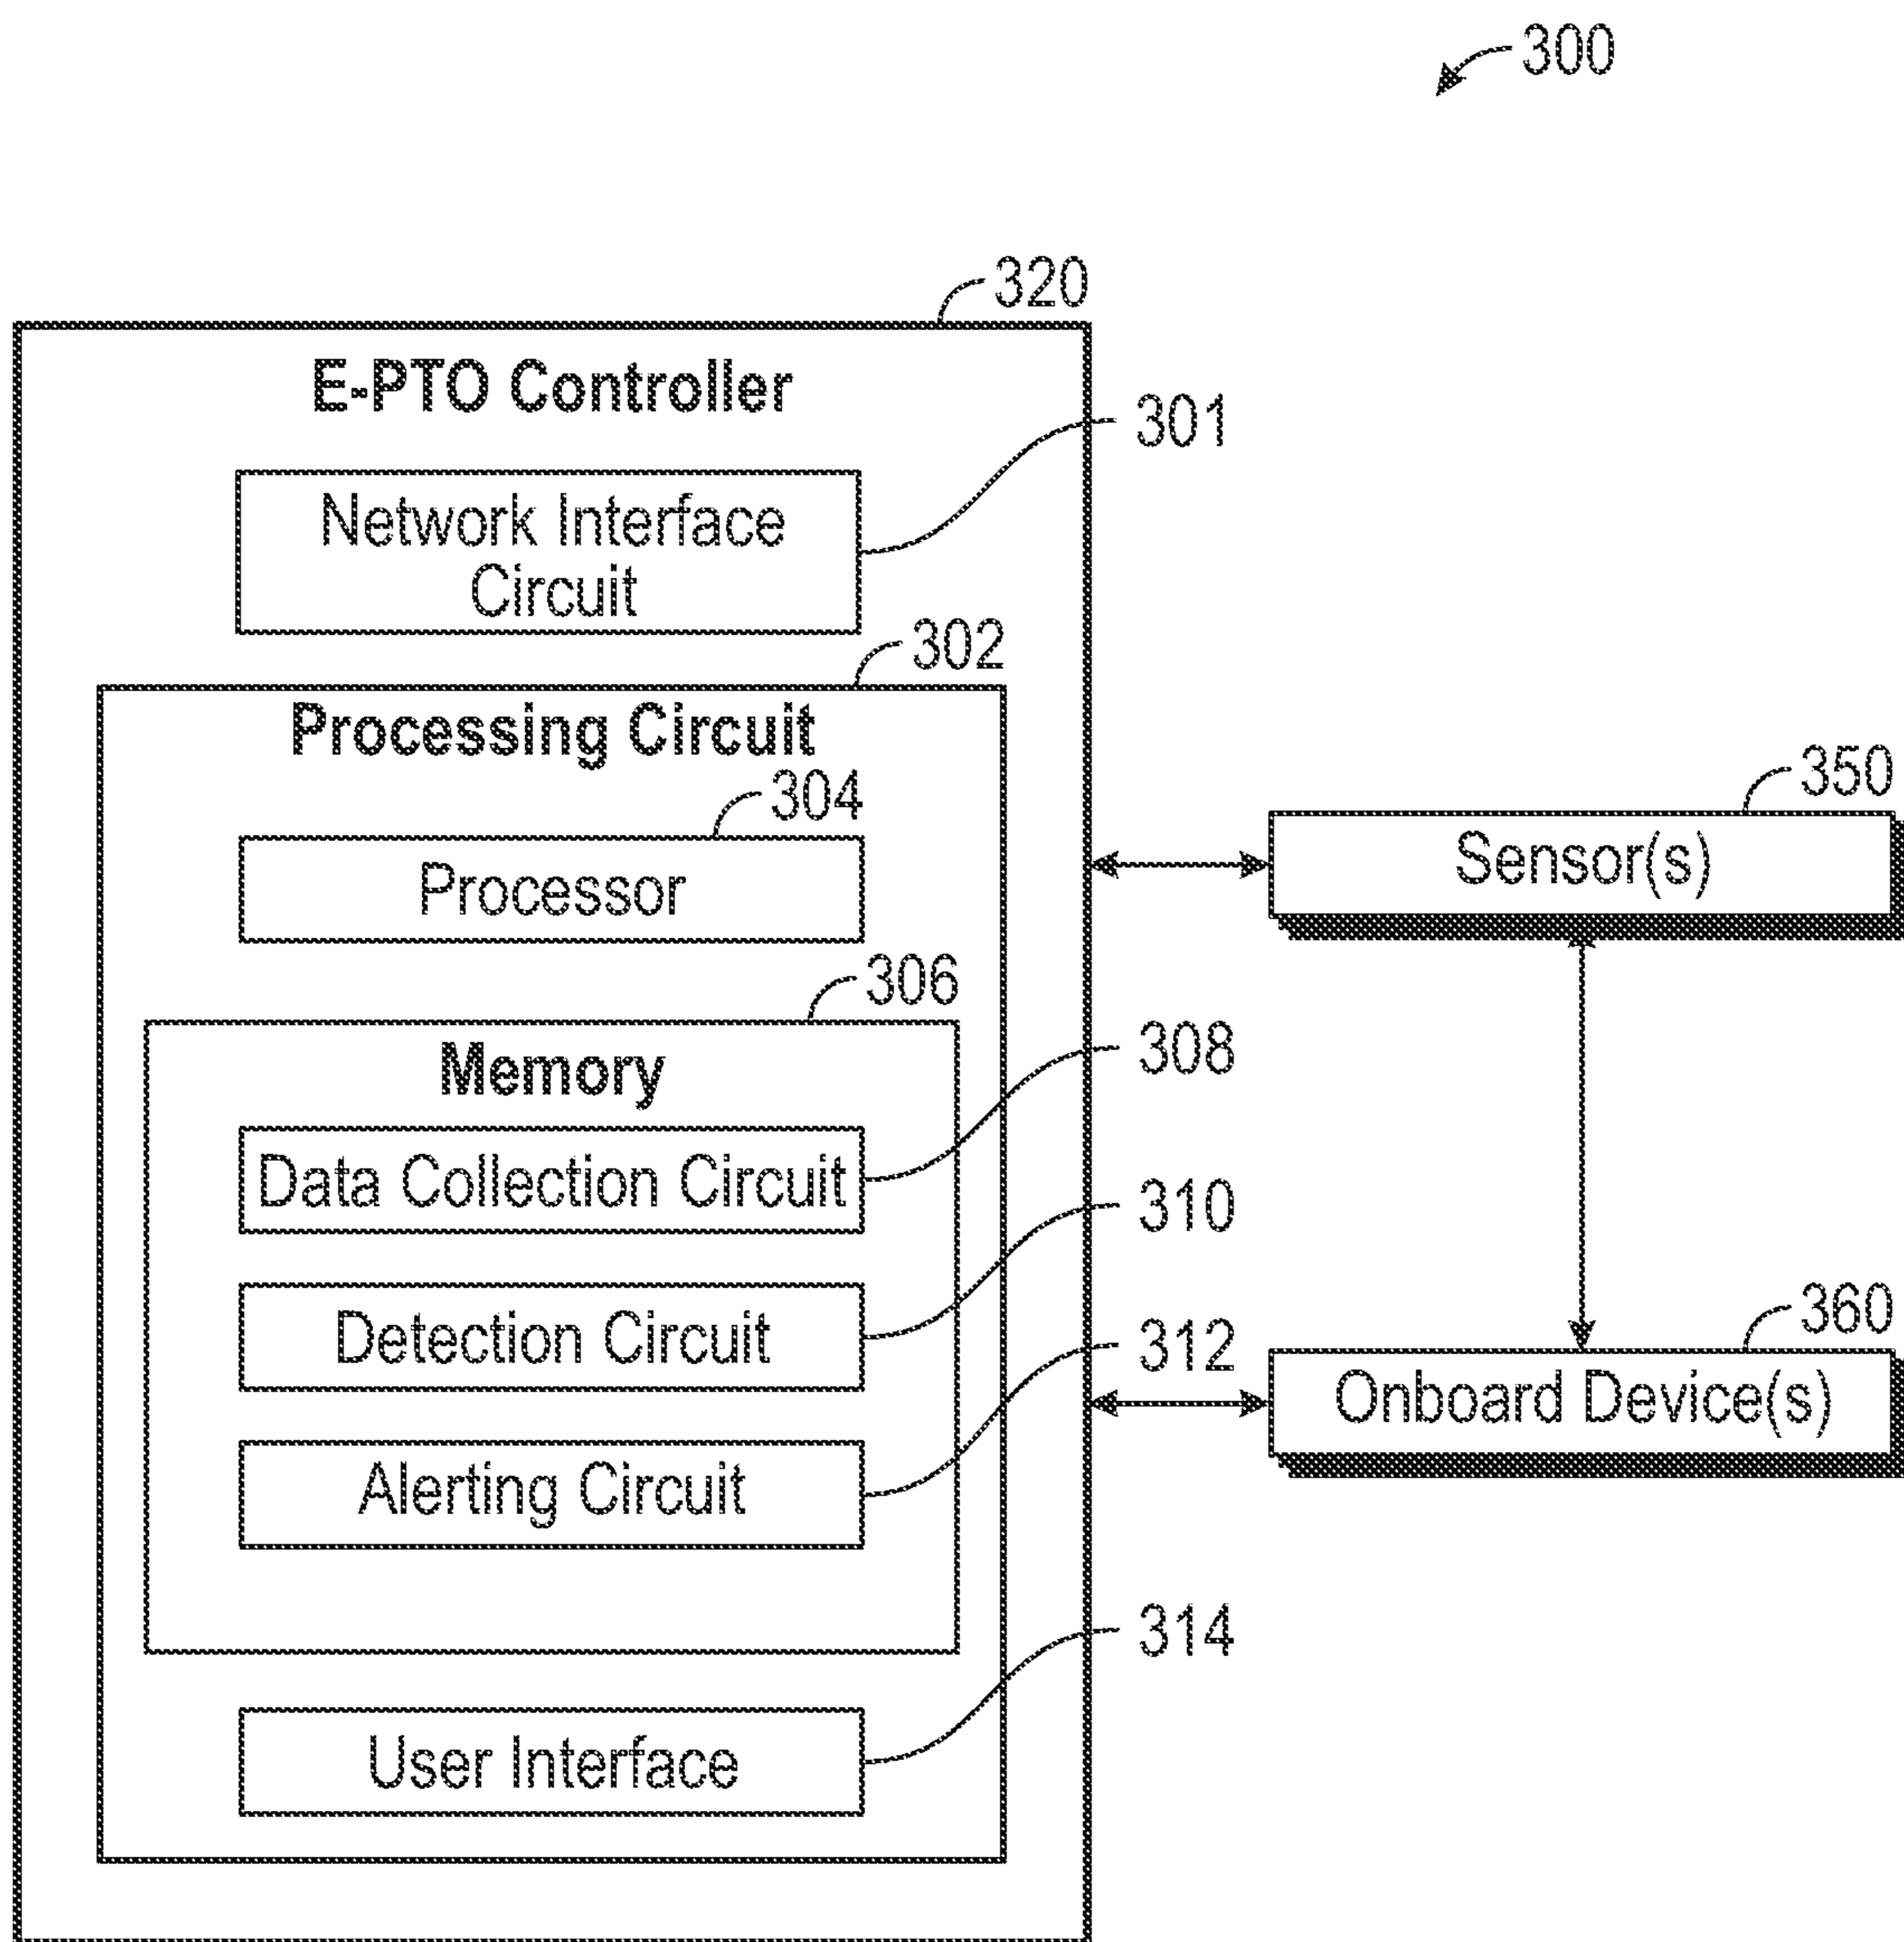 300
320
E-PTO Controller
301
Network Interface
Circuit
302
Processing Circuit
304
Processor
350
Sensor(s)
306
Memory
308
Data Collection Circuit
310
Detection Circuit
312
360
Onboard Device(s)
Alerting Circuit
314
User Interface